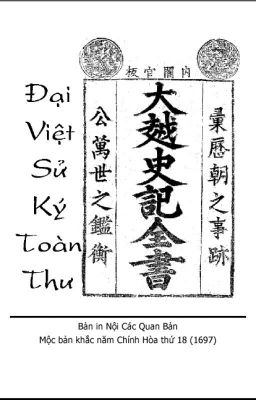 Đại
Việt
Sử
Ký
Toàn
Thư
內閣官板
彙歷朝之事跡
大越史記全書
公萬世之鑑衡
Bản in Nội Các Quan Bản
Mộc bản khắc năm Chính Hòa thứ 18 (1697)